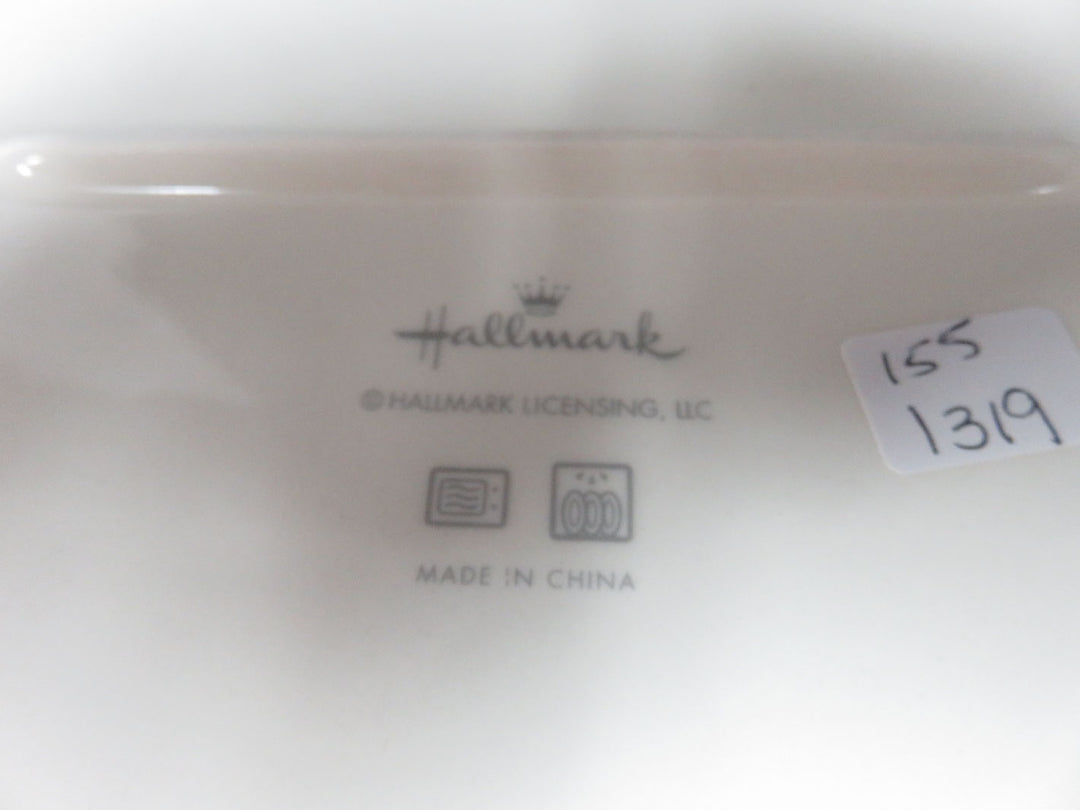 Hallmark
© HALLMARK LICENSING, LLC
MADE IN CHINA
155
1319